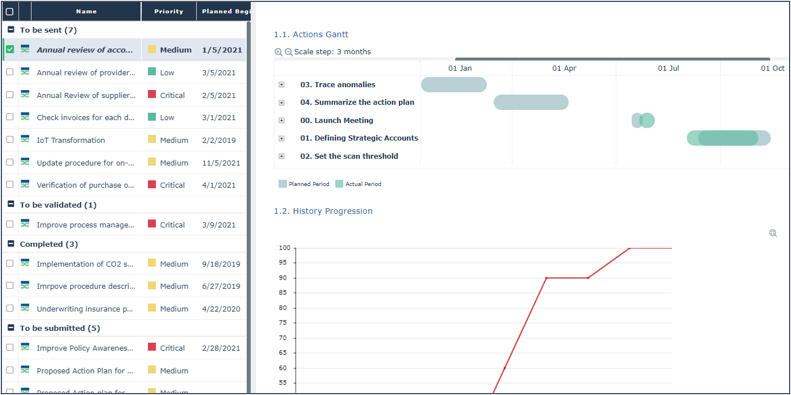 Name Priority Planned Begi
To be sent (7)
Annual review of acco... Medium 1/5/2021
Annual review of provider... Low 3/5/2021
Annual Review of supplier... Critical 2/5/2021
Check invoices for each d... Low 3/1/2021
IoT Transformation Medium 2/2/2019
Update procedure for on-... Medium 11/5/2021
Verification of purchase o... Critical 4/1/2021
To be validated (1)
Improve process manage... Critical 3/9/2021
Completed (3)
Implementation of CO2 s... Medium 9/18/2019
Imrpove procedure descri... Medium 6/27/2019
Underwriting insurance p... Medium 4/22/2020
To be submitted (5)
Improve Policy Awarenes... Critical 2/28/2021
Proposed Action Plan for ... Medium
Proposed Action plan for Medium
1.1. Actions Gantt
Scale step: 3 months
01 Jan 01 Apr 01 Jul 01 Oct
03. Trace anomalies
04. Summarize the action plan
00. Launch Meeting
01. Defining Strategic Accounts
02. Set the scan threshold
Planned Period Actual Period
1.2. History Progression
100
95
90
85
80
75
70
65
60
55